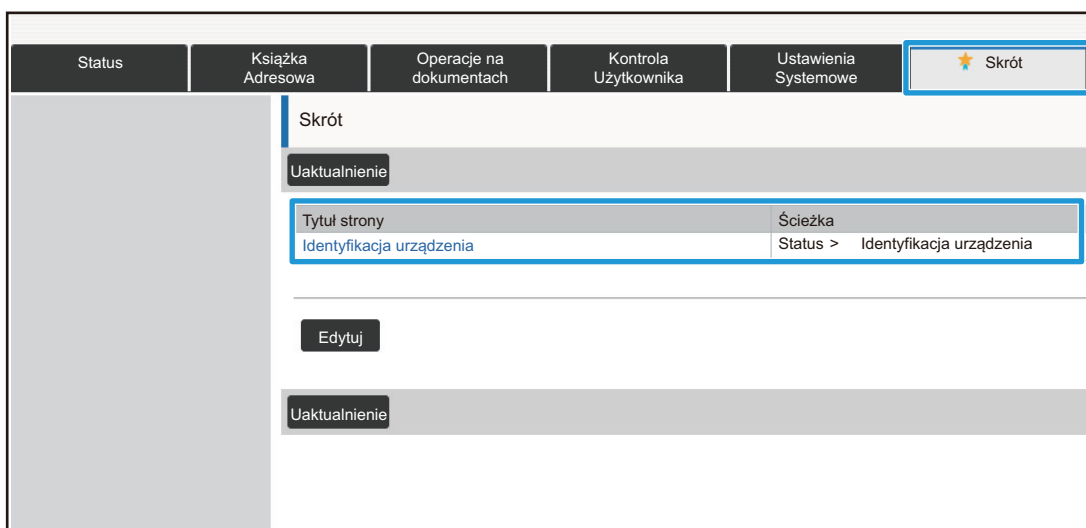 Status
Książka
Adresowa
Operacje na
dokumentach
Kontrola
Użytkownika
Ustawienia
Systemowe
Skrót
Skrót
Uaktualnienie
Tytuł strony Ścieżka
Identyfikacja urządzenia Status > Identyfikacja urządzenia
Edytuj
Uaktualnienie